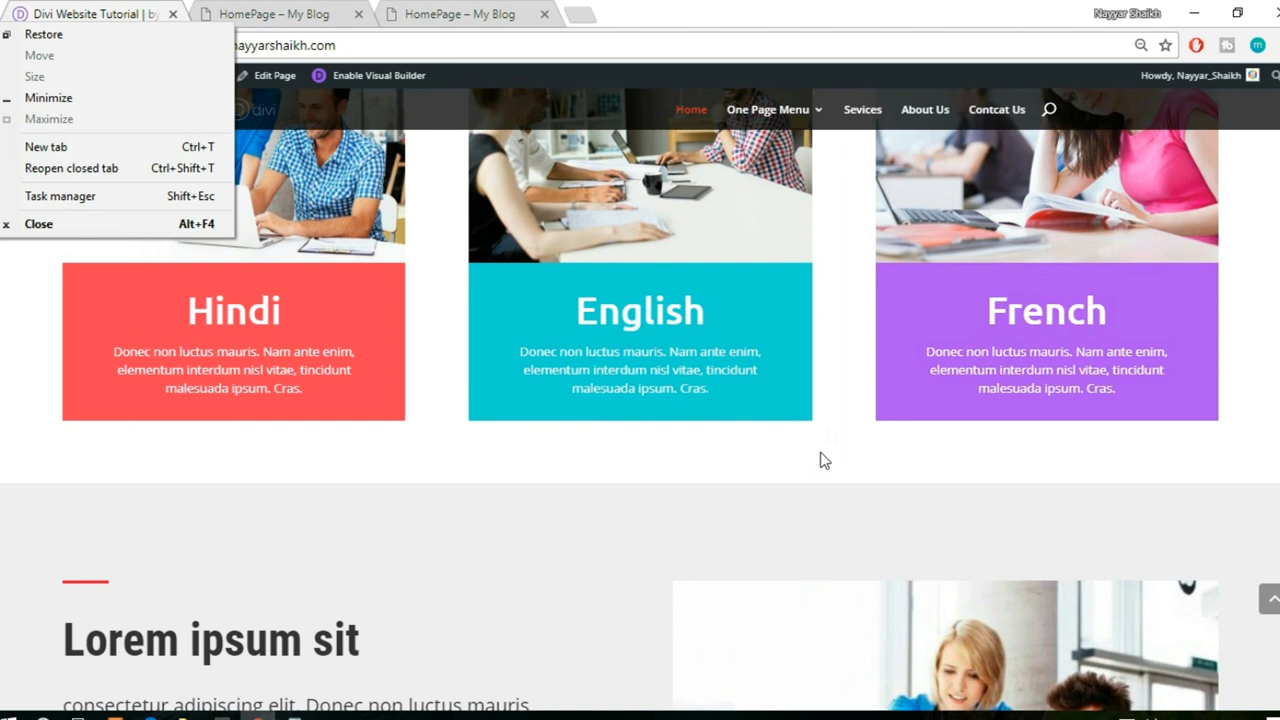 Divi Website Tutorial | by
HomePage – My Blog
HomePage – My Blog
Nayyar Shaikh
nayyarshaikh.com
Restore
Move
Size
Minimize
Maximize
New tab Ctrl+T
Reopen closed tab Ctrl+Shift+T
Task manager Shift+Esc
Close Alt+F4
Edit Page
Enable Visual Builder
Howdy, Nayyar_Shaikh
divi
Home
One Page Menu
Sevices
About Us
Contcat Us
Hindi
Donec non luctus mauris. Nam ante enim,
elementum interdum nisl vitae, tincidunt
malesuada ipsum. Cras.
English
Donec non luctus mauris. Nam ante enim,
elementum interdum nisl vitae, tincidunt
malesuada ipsum. Cras.
French
Donec non luctus mauris. Nam ante enim,
elementum interdum nisl vitae, tincidunt
malesuada ipsum. Cras.
Lorem ipsum sit
consectetur adipiscing elit. Donec non luctus mauris